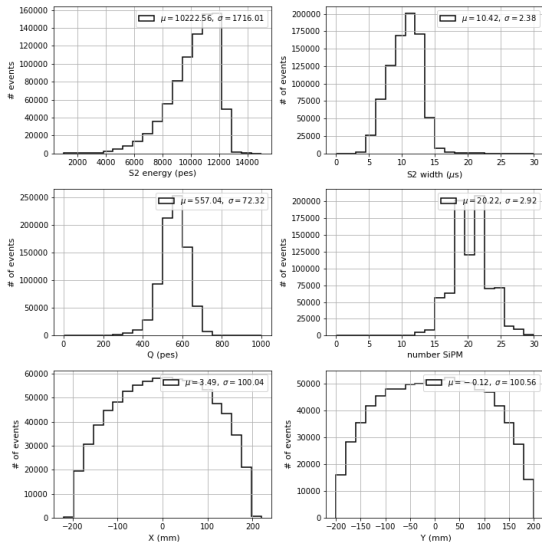 μ = 10222.56, σ = 1716.01
# events
160000
140000
120000
100000
80000
60000
40000
20000
0
2000 4000 6000 8000 10000 12000 14000
S2 energy (pes)
μ = 10.42, σ = 2.38
# of events
200000
175000
150000
125000
100000
75000
50000
25000
0
0 5 10 15 20 25 30
S2 width (μs)
μ = 557.04, σ = 72.32
# of events
250000
200000
150000
100000
50000
0
0 200 400 600 800 1000
Q (pes)
μ = 20.22, σ = 2.92
# of events
200000
175000
150000
125000
100000
75000
50000
25000
0
0 5 10 15 20 25 30
number SiPM
μ = 3.49, σ = 100.04
# of events
60000
50000
40000
30000
20000
10000
0
−200 −100 0 100 200
X (mm)
μ = −0.12, σ = 100.56
# of events
50000
40000
30000
20000
10000
0
−200 −150 −100 −50 0 50 100 150 200
Y (mm)